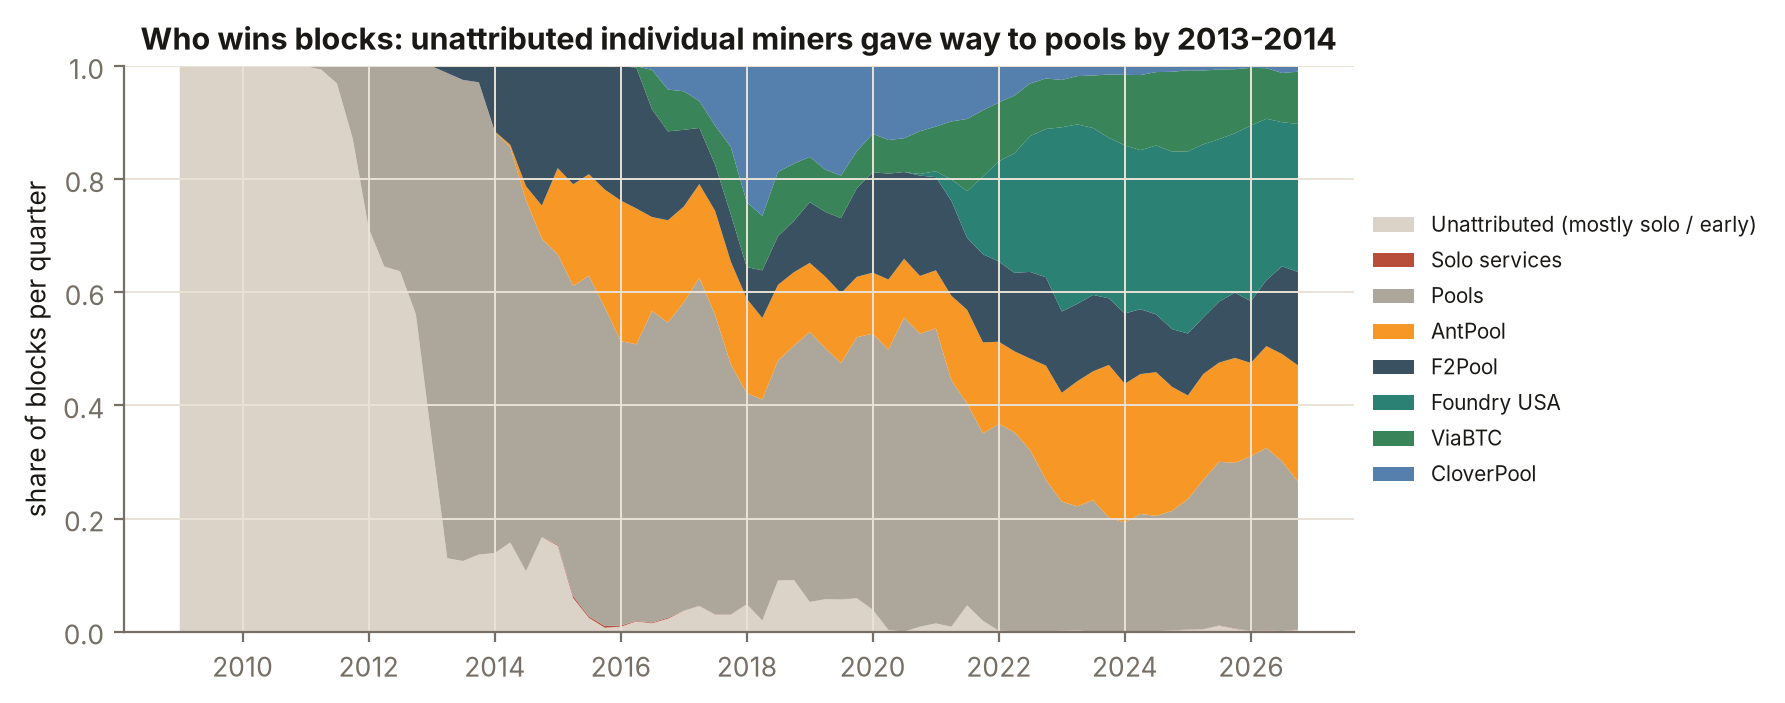 Who wins blocks: unattributed individual miners gave way to pools by 2013-2014
share of blocks per quarter
1.0
0.8
0.6
0.4
0.2
0.0
2010 2012 2014 2016 2018 2020 2022 2024 2026
Unattributed (mostly solo / early)
Solo services
Pools
AntPool
F2Pool
Foundry USA
ViaBTC
CloverPool